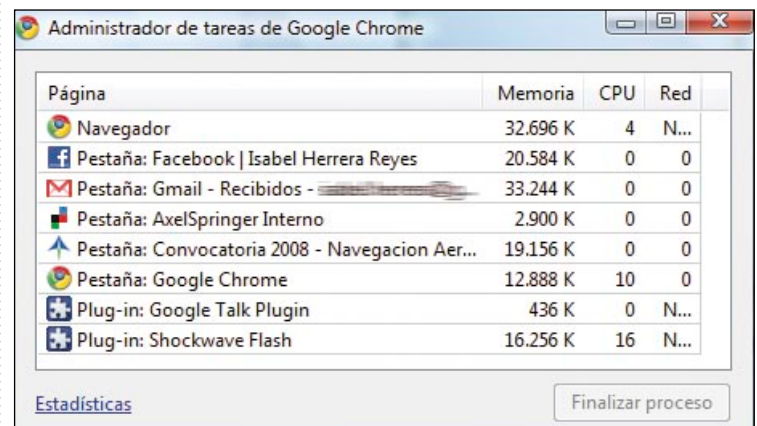 Administrador de tareas de Google Chrome
Página Memoria CPU Red
Navegador 32.696 K 4 N...
Pestaña: Facebook | Isabel Herrera Reyes 20.584 K 0 0
Pestaña: Gmail - Recibidos - 33.244 K 0 0
Pestaña: AxelSpringer Interno 2.900 K 0 0
Pestaña: Convocatoria 2008 - Navegacion Aer... 19.156 K 0 0
Pestaña: Google Chrome 12.888 K 10 0
Plug-in: Google Talk Plugin 436 K 0 N...
Plug-in: Shockwave Flash 16.256 K 16 N...
Estadísticas Finalizar proceso